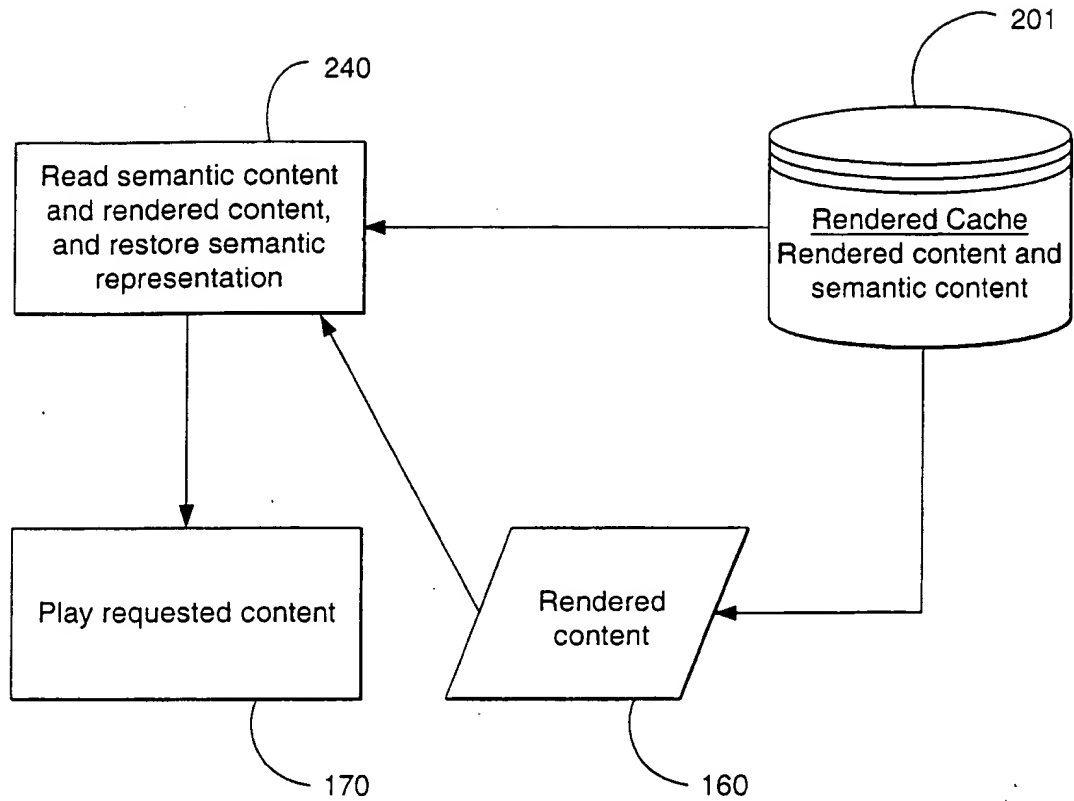 201
240
Read semantic content
and rendered content,
and restore semantic
representation
Rendered Cache
Rendered content and
semantic content
Play requested content
Rendered
content
170
160